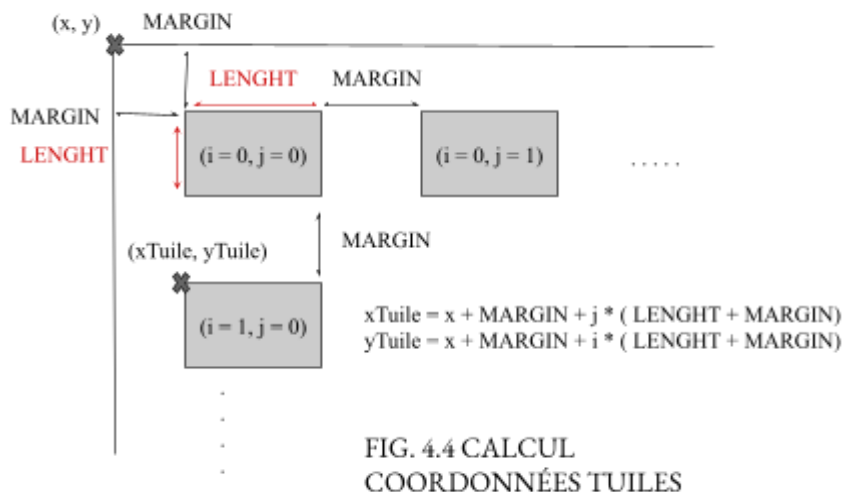 (x, y)
MARGIN
LENGHT
MARGIN
MARGIN
LENGHT
(i = 0, j = 0)
(i = 0, j = 1)
. . . . .
MARGIN
(xTuile, yTuile)
(i = 1, j = 0)
xTuile = x + MARGIN + j * ( LENGHT + MARGIN)
yTuile = x + MARGIN + i * ( LENGHT + MARGIN)
FIG. 4.4 CALCUL
COORDONNÉES TUILES